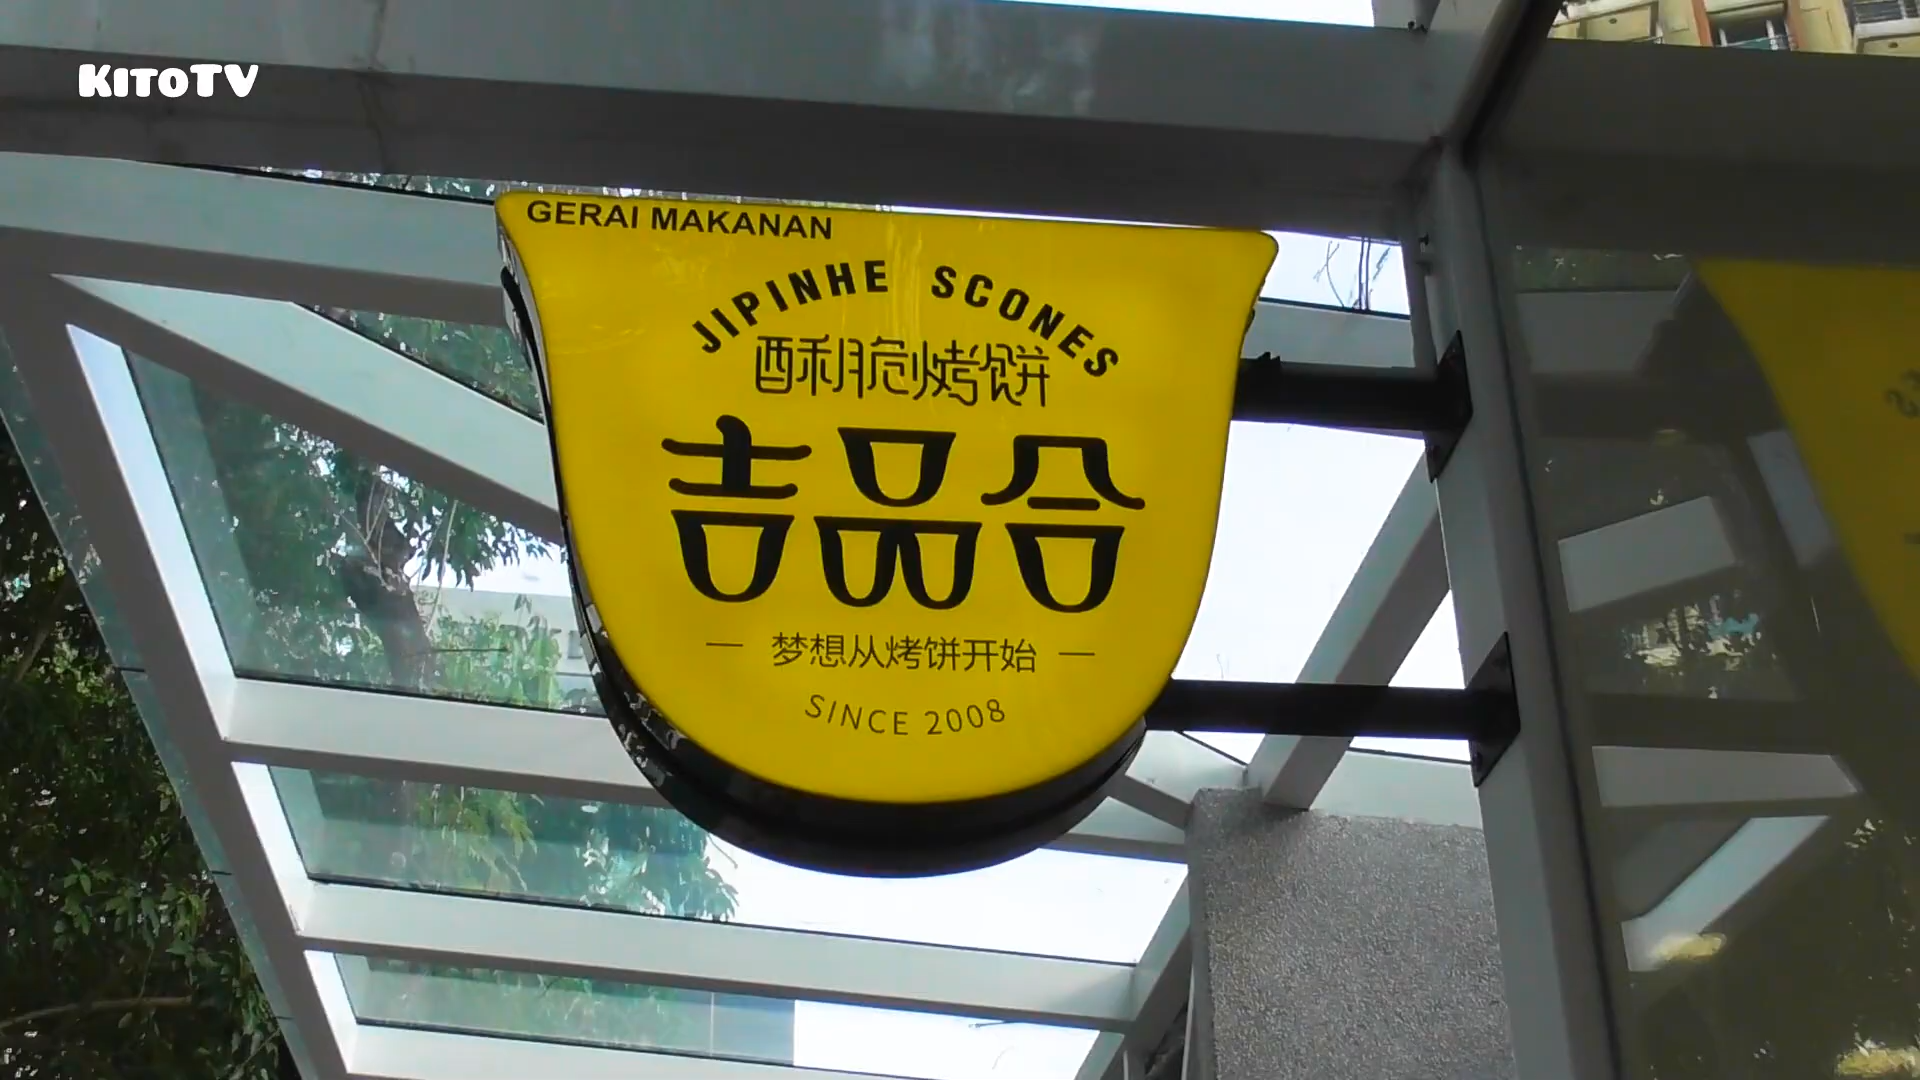 KITOTV
GERAI MAKANAN
JIPINHE SCONES
酥脆烤饼
吉品合
梦想从烤饼开始
SINCE 2008